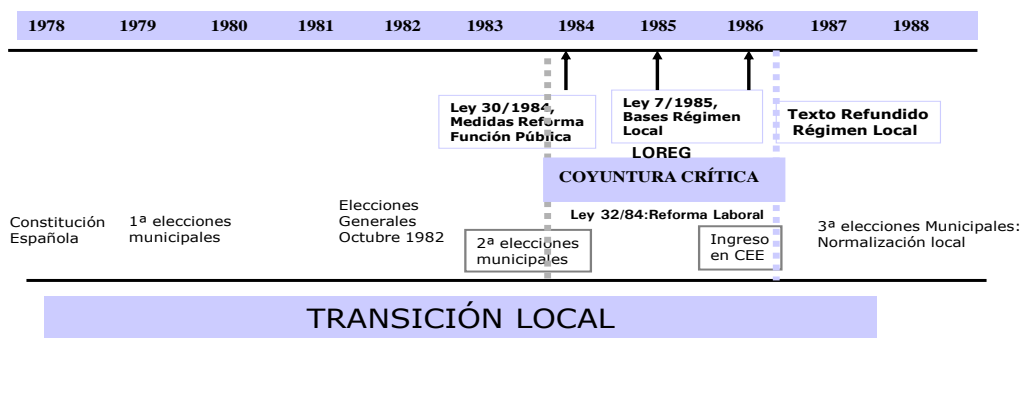 1978 1979 1980 1981 1982 1983 1984 1985 1986 1987 1988
Ley 30/1984,
Medidas Reforma
Función Pública
Ley 7/1985,
Bases Régimen
Local
LOREG
Texto Refundido
Régimen Local
COYUNTURA CRÍTICA
Ley 32/84:Reforma Laboral
Constitución
Española
1ª elecciones
municipales
Elecciones
Generales
Octubre 1982
2ª elecciones
municipales
Ingreso
en CEE
3ª elecciones Municipales:
Normalización local
TRANSICIÓN LOCAL